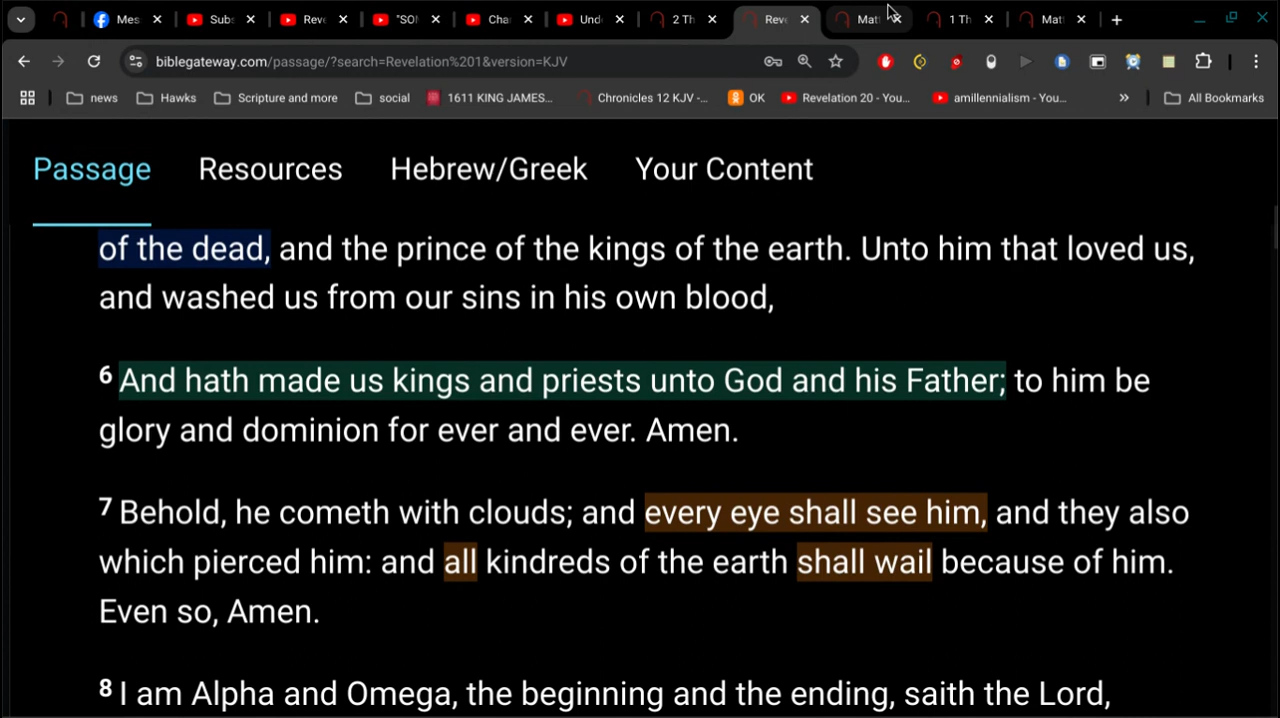 Mes
Subs
Reve
"SO!
Cha
Und
2 Th
Reve
Mat
1 Th
Mat
biblegateway.com/passage/?search=Revelation%201&version=KJV
news
Hawks
Scripture and more
social
1611 KING JAMES...
Chronicles 12 KJV -...
OK
Revelation 20 - You...
amillennialism - You...
»
All Bookmarks
Passage
Resources
Hebrew/Greek
Your Content
of the dead, and the prince of the kings of the earth. Unto him that loved us,
and washed us from our sins in his own blood,
6 And hath made us kings and priests unto God and his Father; to him be
glory and dominion for ever and ever. Amen.
7 Behold, he cometh with clouds; and every eye shall see him, and they also
which pierced him: and all kindreds of the earth shall wail because of him.
Even so, Amen.
8 I am Alpha and Omega, the beginning and the ending, saith the Lord,